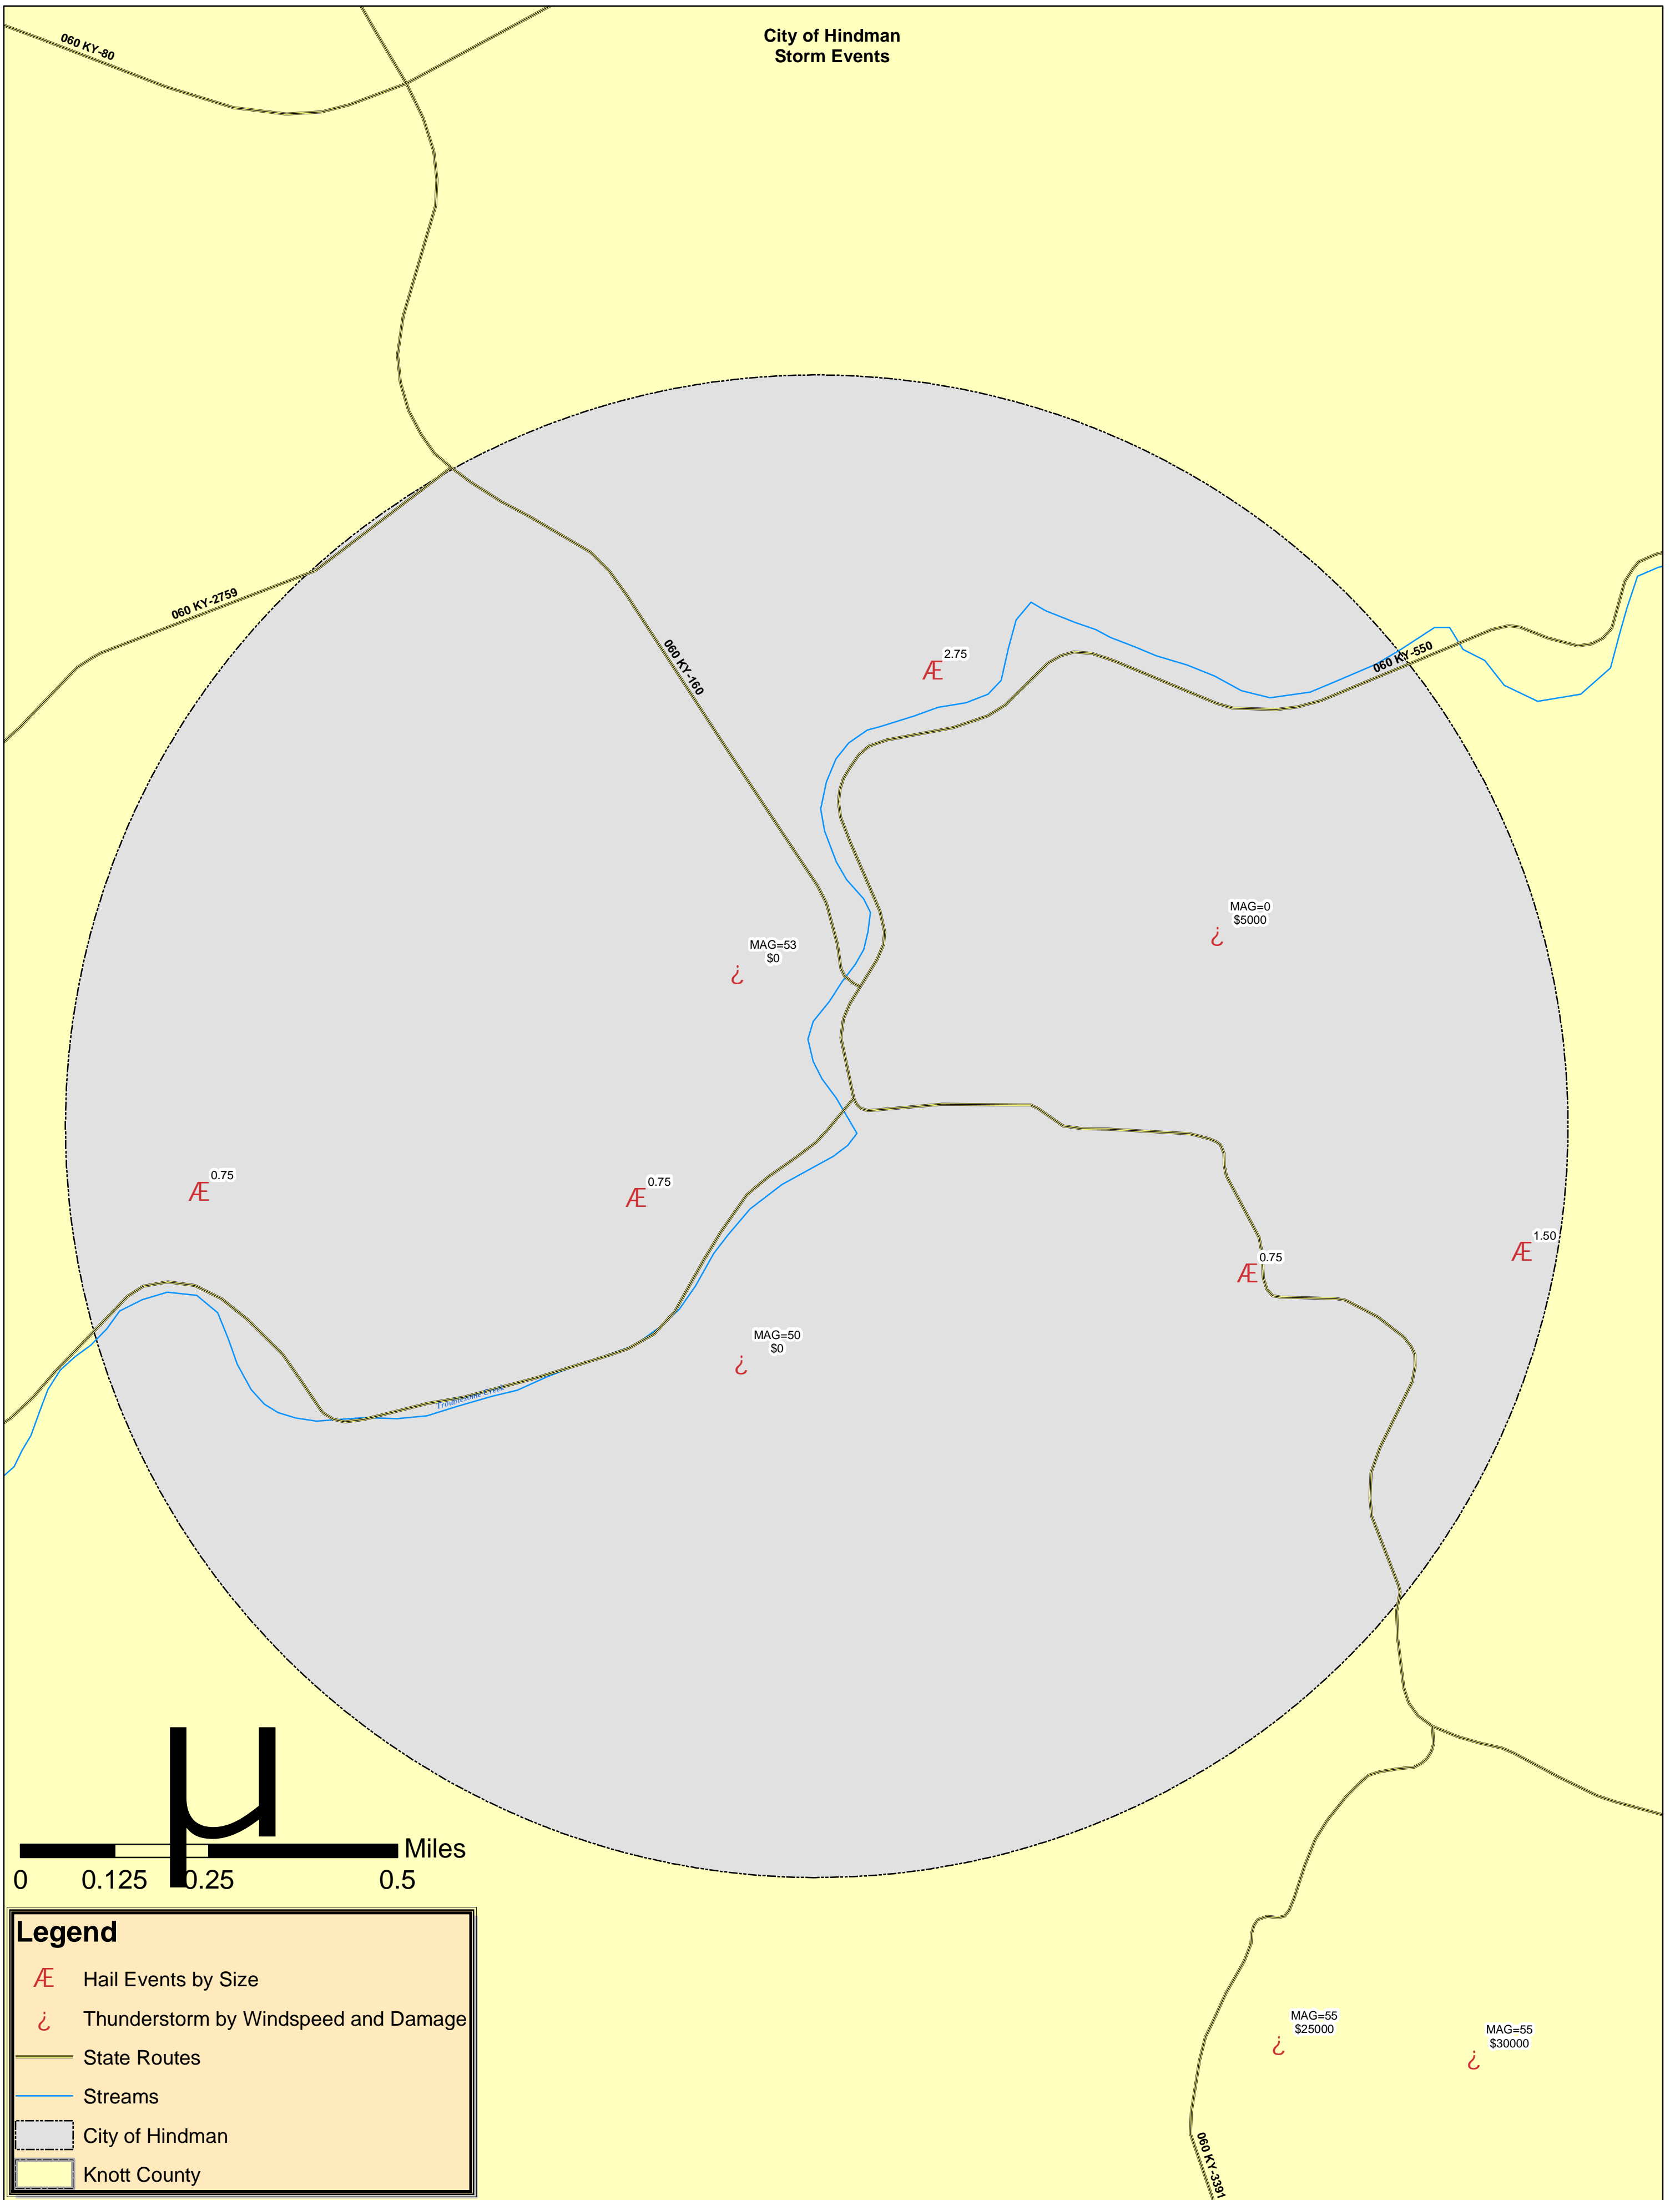 City of Hindman
Storm Events
060 KY-80
060 KY-2759
060 KY-160
060 KY-550
Æ 2.75
MAG=0
$5000
¿
MAG=53
$0
¿
Æ 0.75
Æ 0.75
Æ 1.50
Æ 0.75
MAG=50
$0
¿
Troublesome Creek
µ
Miles
0 0.125 0.25 0.5
Legend
Æ Hail Events by Size
¿ Thunderstorm by Windspeed and Damage
State Routes
Streams
City of Hindman
Knott County
MAG=55
$25000
¿
MAG=55
$30000
¿
060 KY-3391